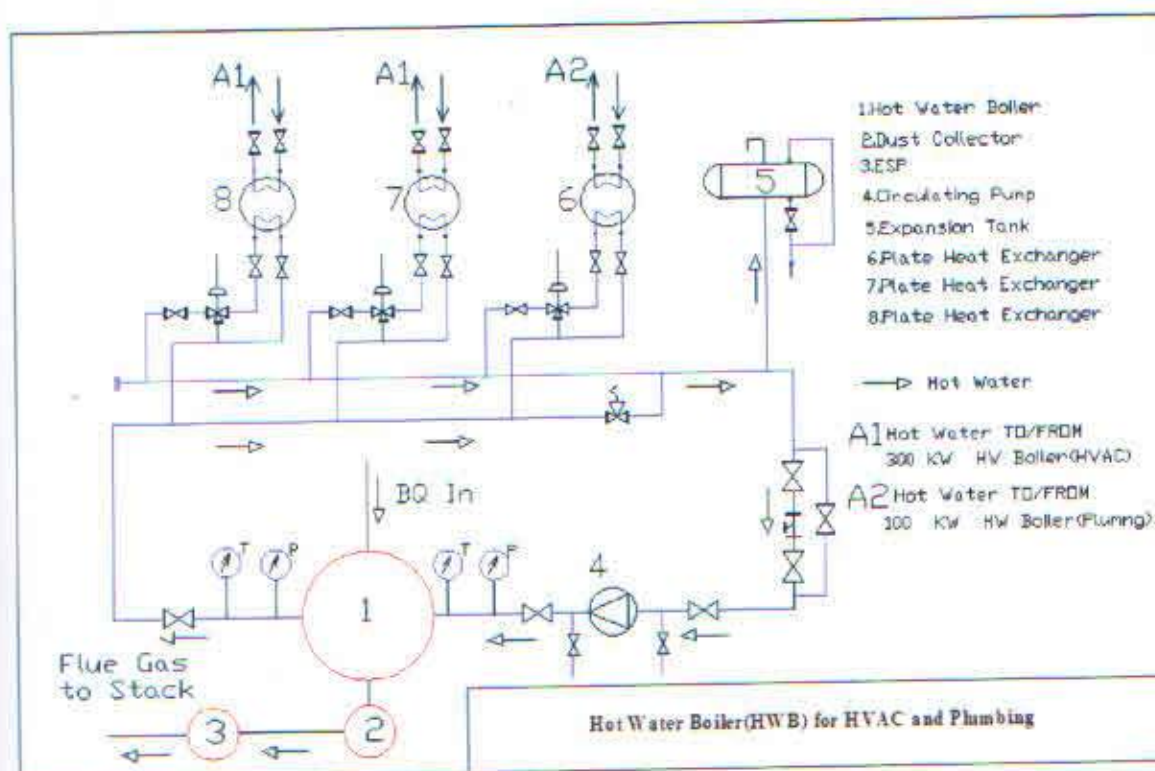 A1
A1
A2
8
7
6
5
1.Hot Water Boiler
2.Dust Collector
3.ESP
4.Circulating Pump
5.Expansion Tank
6.Plate Heat Exchanger
7.Plate Heat Exchanger
8.Plate Heat Exchanger
Hot Water
A1 Hot Water TO/FROM
300 KW HW Boiler(HVAC)
A2 Hot Water TO/FROM
100 KW HW Boiler(Pluming)
S
BQ In
T
P
T
P
4
1
Flue Gas
to Stack
3
2
Hot Water Boiler(HWB) for HVAC and Plumbing